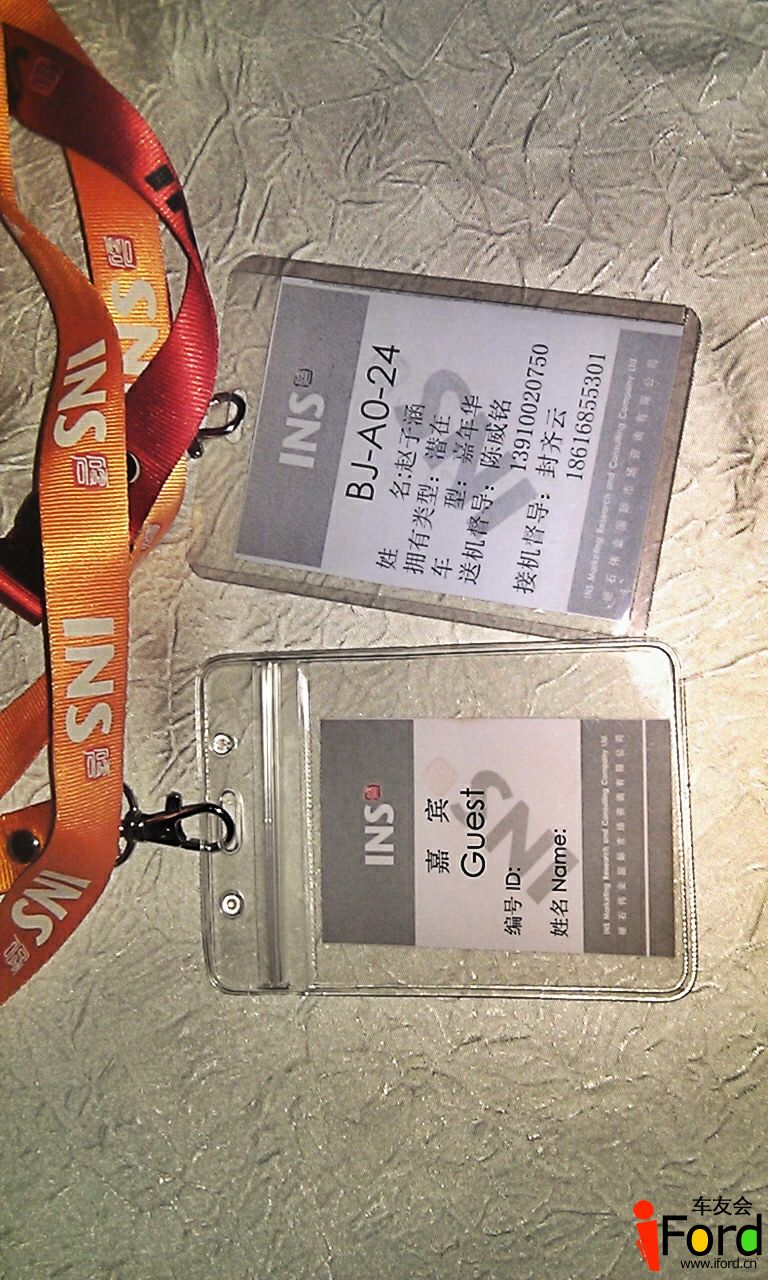 INS
BJ-A0-24
姓 名:赵子涵
拥有类型: 潜在
车 型: 嘉年华
送机督导: 陈威铭
13910020750
接机督导: 封齐云
18616855301
INS Marketing Research and Consulting Company Ltd.
INS
嘉 宾
Guest
编号 ID:
姓名 Name:
INS Marketing Research and Consulting Company Ltd.
INS
INS
INS
INS
车友会
iFord
www.iford.cn